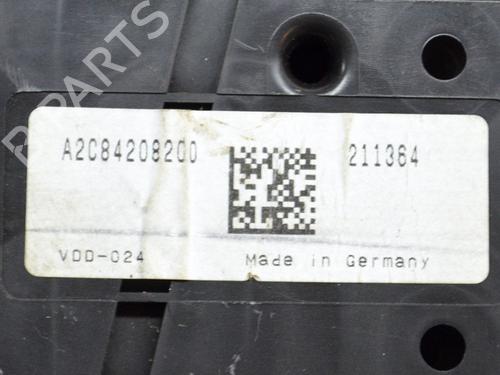 B-PARTS
A2C84208200
211364
VDD-024
Made in Germany